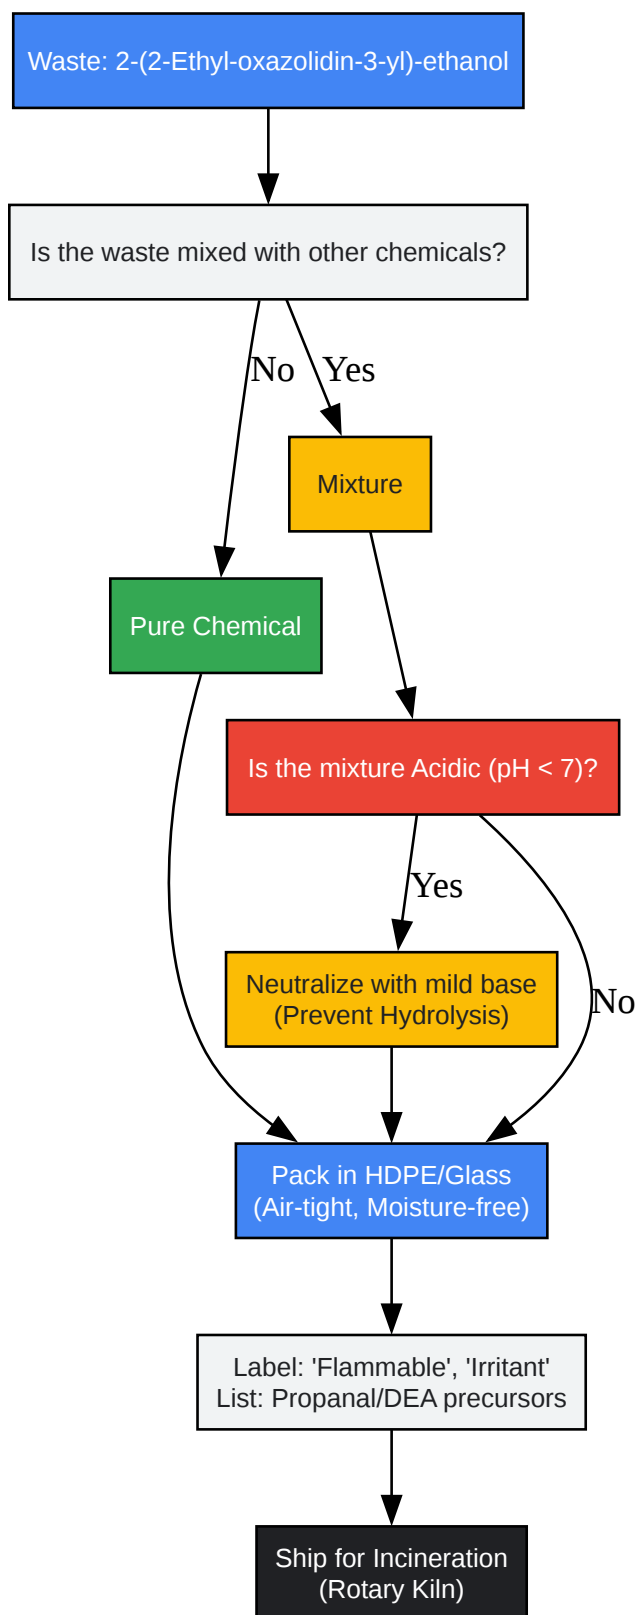 Waste: 2-(2-Ethyl-oxazolidin-3-yl)-ethanol
Is the waste mixed with other chemicals?
No
Yes
Mixture
Pure Chemical
Is the mixture Acidic (pH < 7)?
Yes
Neutralize with mild base
(Prevent Hydrolysis)
No
Pack in HDPE/Glass
(Air-tight, Moisture-free)
Label: 'Flammable', 'Irritant'
List: Propanal/DEA precursors
Ship for Incineration
(Rotary Kiln)